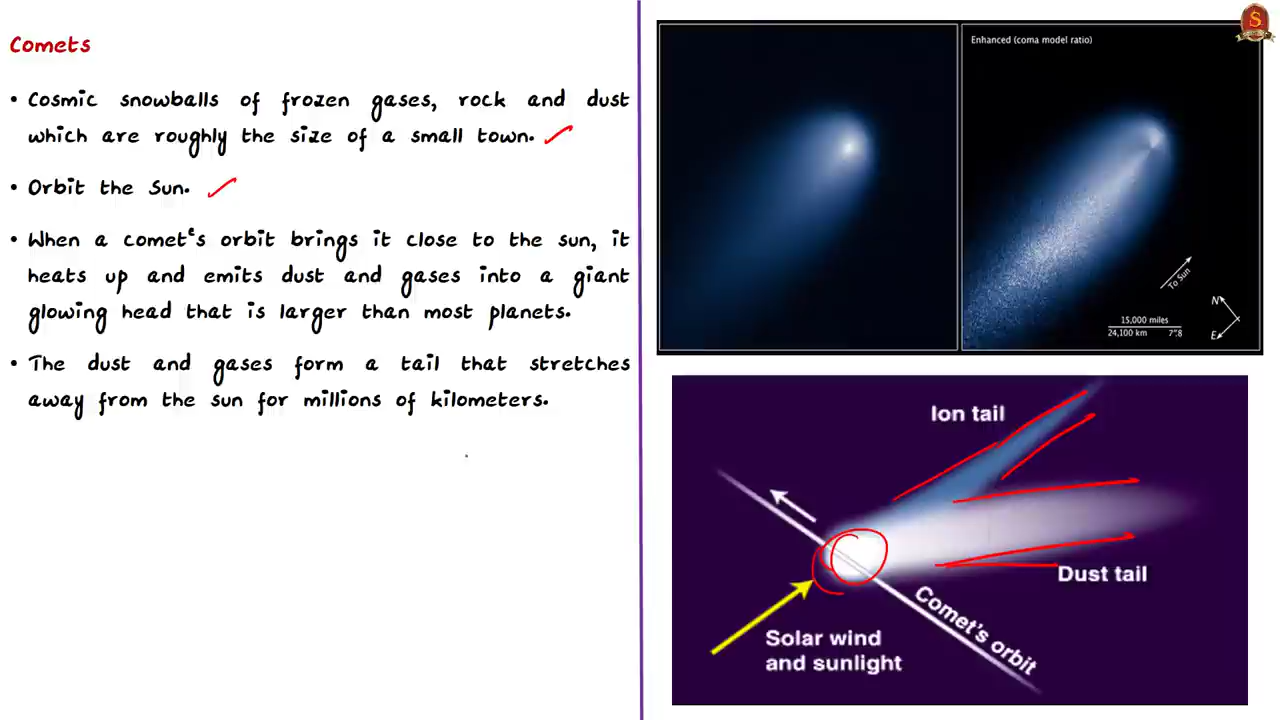 Comets
• Cosmic snowballs of frozen gases, rock and dust
which are roughly the size of a small town.
• Orbit the Sun.
• When a comet's orbit brings it close to the sun, it
heats up and emits dust and gases into a giant
glowing head that is larger than most planets.
• The dust and gases form a tail that stretches
away from the sun for millions of kilometers.
Enhanced (coma model ratio)
To Sun
N
E
15,000 miles
24,100 km 7".8
S
Ion tail
Dust tail
Comet's orbit
Solar wind
and sunlight